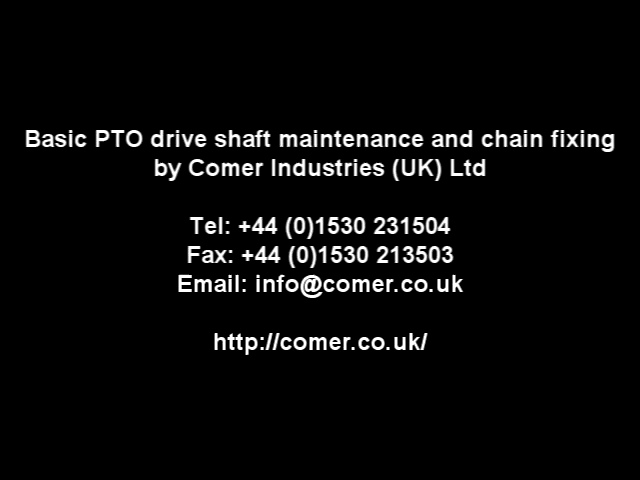 Basic PTO drive shaft maintenance and chain fixing
by Comer Industries (UK) Ltd
Tel: +44 (0)1530 231504
Fax: +44 (0)1530 213503
Email: info@comer.co.uk
http://comer.co.uk/